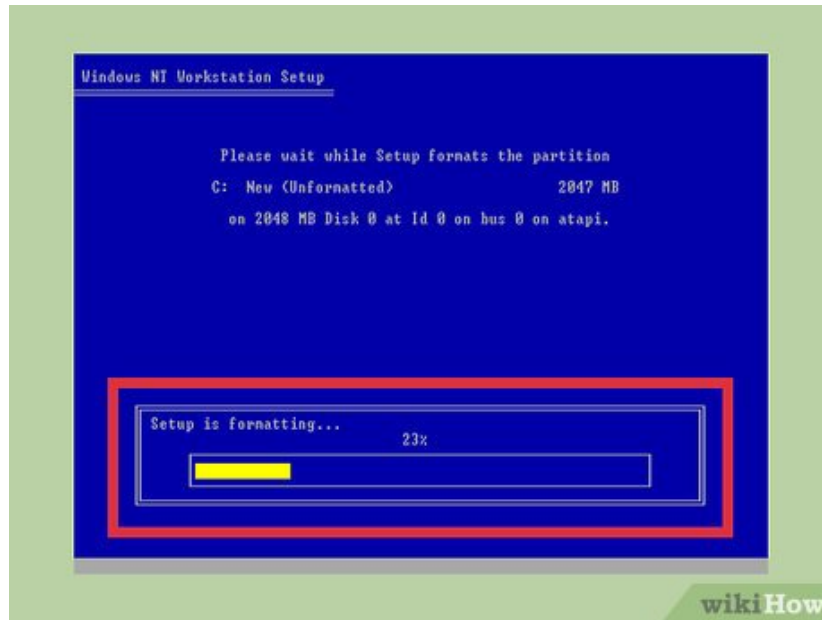 Windows NT Workstation Setup
Please wait while Setup formats the partition
C: New (Unformatted) 2047 MB
on 2048 MB Disk 0 at Id 0 on bus 0 on atapi.
Setup is formatting...
23%
wikiHow